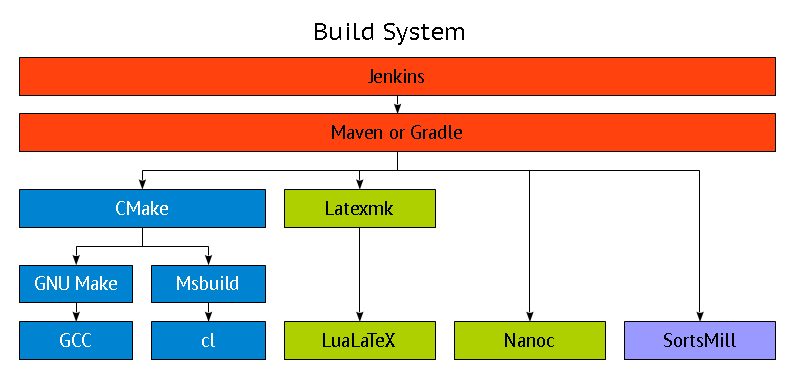 Build System
Jenkins
Maven or Gradle
CMake
Latexmk
GNU Make
Msbuild
GCC
cl
LuaLaTeX
Nanoc
SortsMill